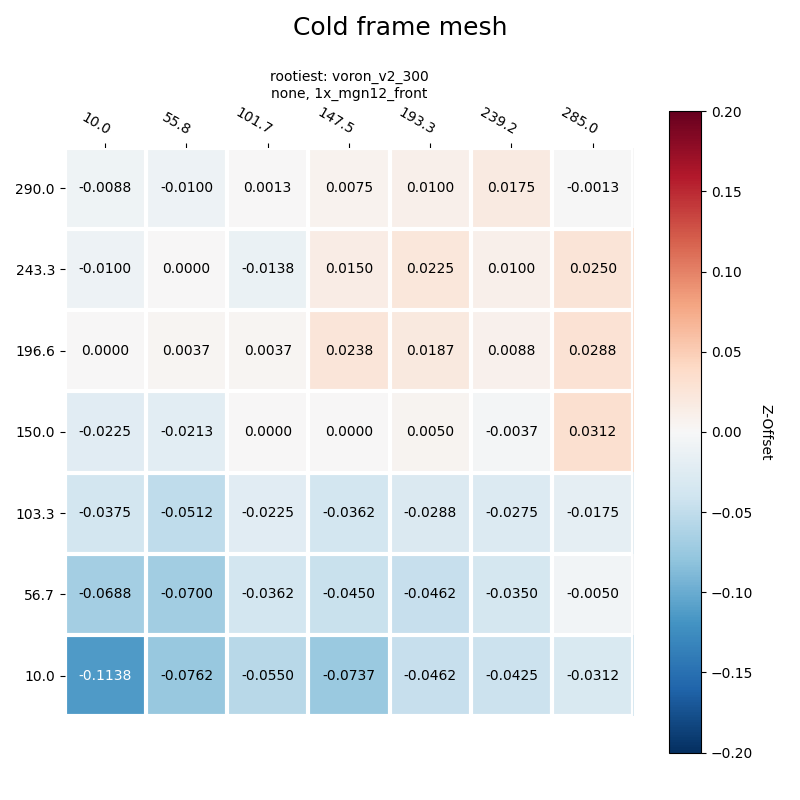 Cold frame mesh
rootiest: voron_v2_300
none, 1x_mgn12_front
10.0 55.8 101.7 147.5 193.3 239.2 285.0
290.0 -0.0088 -0.0100 0.0013 0.0075 0.0100 0.0175 -0.0013
243.3 -0.0100 0.0000 -0.0138 0.0150 0.0225 0.0100 0.0250
196.6 0.0000 0.0037 0.0037 0.0238 0.0187 0.0088 0.0288
150.0 -0.0225 -0.0213 0.0000 0.0000 0.0050 -0.0037 0.0312
103.3 -0.0375 -0.0512 -0.0225 -0.0362 -0.0288 -0.0275 -0.0175
56.7 -0.0688 -0.0700 -0.0362 -0.0450 -0.0462 -0.0350 -0.0050
10.0 -0.1138 -0.0762 -0.0550 -0.0737 -0.0462 -0.0425 -0.0312
0.20
0.15
0.10
0.05
0.00
−0.05
−0.10
−0.15
−0.20
Z-Offset